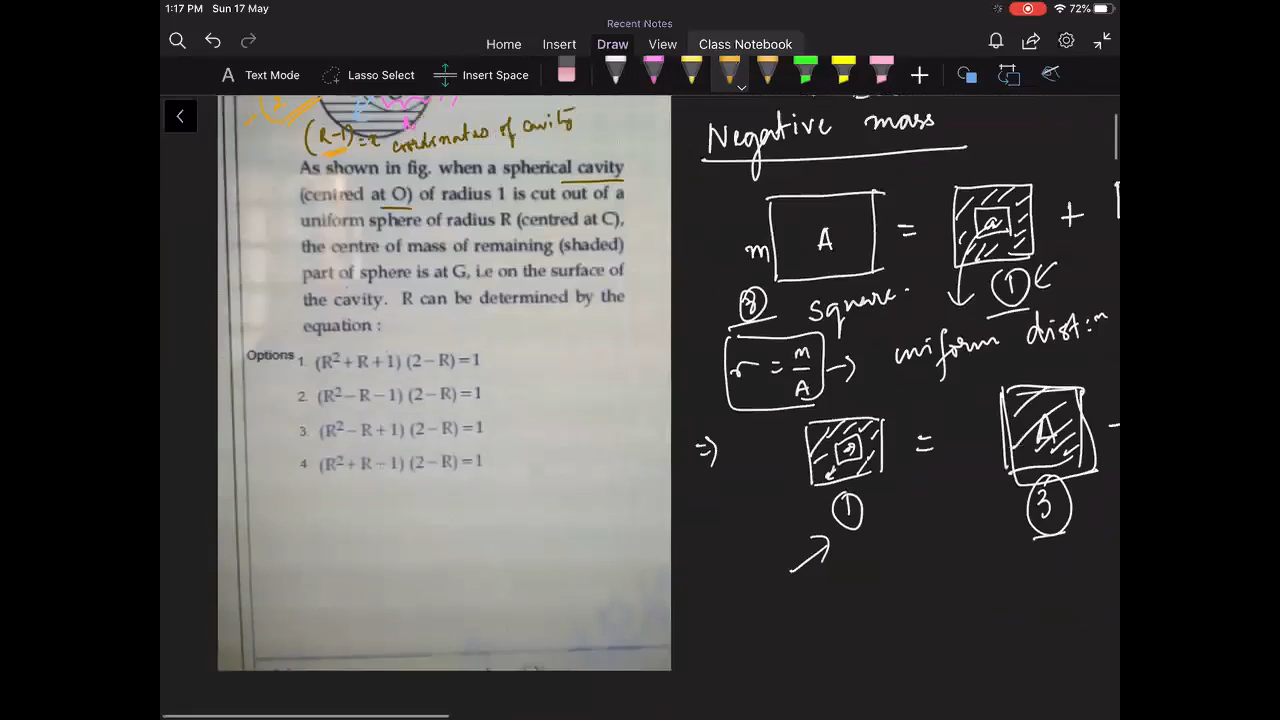 1:17 PM Sun 17 May
72%
Recent Notes
Home Insert Draw View Class Notebook
A Text Mode Lasso Select Insert Space
(R-1) = x coordinates of cavity
As shown in fig. when a spherical cavity
(centred at O) of radius 1 is cut out of a
uniform sphere of radius R (centred at C),
the centre of mass of remaining (shaded)
part of sphere is at G, i.e on the surface of
the cavity. R can be determined by the
equation :
Options 1. (R²+R+1) (2−R)=1
2. (R²−R−1) (2−R)=1
3. (R²−R+1) (2−R)=1
4. (R²+R−1) (2−R)=1
Negative mass
m A = a +
1
square.
uniform dist:n
σ = m/A →
⇒ = A -
1 3